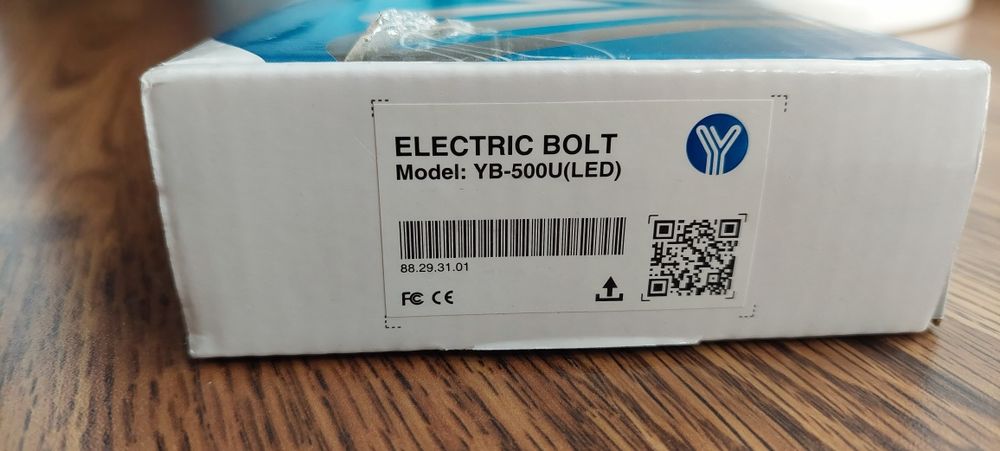 ELECTRIC BOLT
Model: YB-500U(LED)
88.29.31.01
FC CE